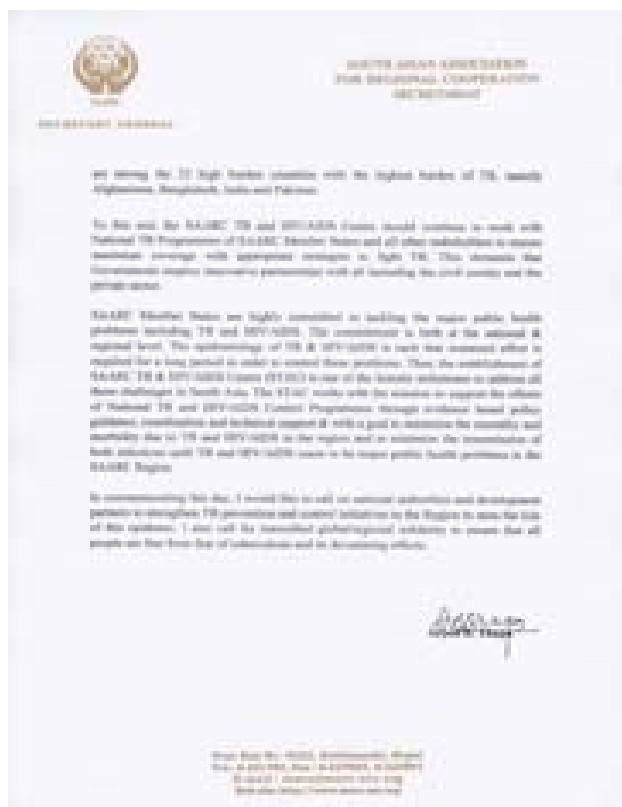 SOUTH ASIAN ASSOCIATION
FOR REGIONAL COOPERATION
SECRETARIAT
SECRETARY GENERAL
are among the 22 high burden countries with the highest burden of TB, namely
Afghanistan, Bangladesh, India and Pakistan.
To this end, the SAARC TB and HIV/AIDS Centre should continue to work with
National TB Programmes of SAARC Member States and all other stakeholders to ensure
maximum coverage with appropriate strategies to fight TB. This demands that
Governments employ innovative partnerships with all including the civil society and the
private sector.
SAARC Member States are highly committed to tackling the major public health
problems including TB and HIV/AIDS. The commitment is both at the national &
regional level. The epidemiology of TB & HIV/AIDS is such that sustained effort is
required for a long period in order to control these problems. Thus, the establishment of
SAARC TB & HIV/AIDS Centre (STAC) is one of the historic milestones to address all
these challenges in South Asia. The STAC works with the mission to support the efforts
of National TB and HIV/AIDS Control Programmes through evidence based policy
guidance, coordination and technical support & with a goal to minimize the mortality and
morbidity due to TB and HIV/AIDS in the region and to minimize the transmission of
both infections until TB and HIV/AIDS cease to be major public health problems in the
SAARC Region.
In commemorating this day, I would like to call on national authorities and development
partners to strengthen TB prevention and control initiatives in the Region to stem the tide
of this epidemic. I also call for intensified global/regional solidarity to ensure that all
people are free from fear of tuberculosis and its devastating effects.